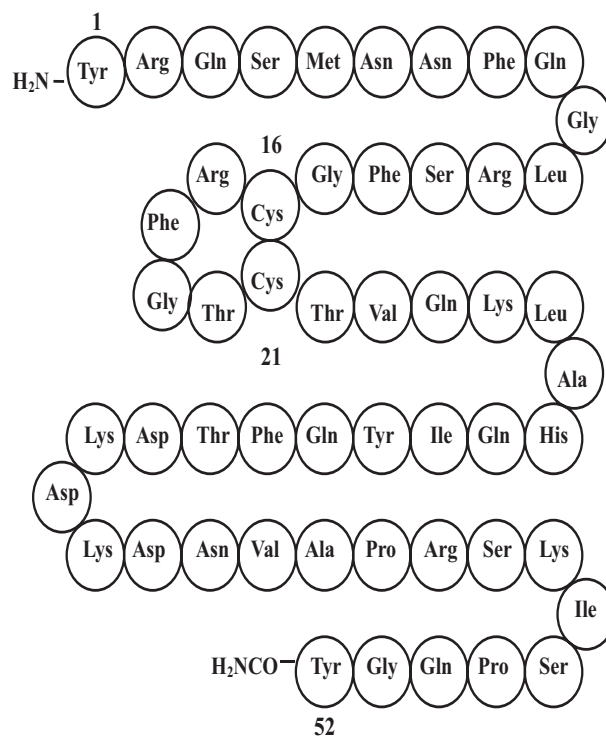 1
H₂N– Tyr Arg Gln Ser Met Asn Asn Phe Gln
Gly
16
Arg Cys Gly Phe Ser Arg Leu
Phe
Gly Thr Cys Thr Val Gln Lys Leu
21
Ala
Lys Asp Thr Phe Gln Tyr Ile Gln His
Asp
Lys Asp Asn Val Ala Pro Arg Ser Lys
Ile
H₂NCO– Tyr Gly Gln Pro Ser
52